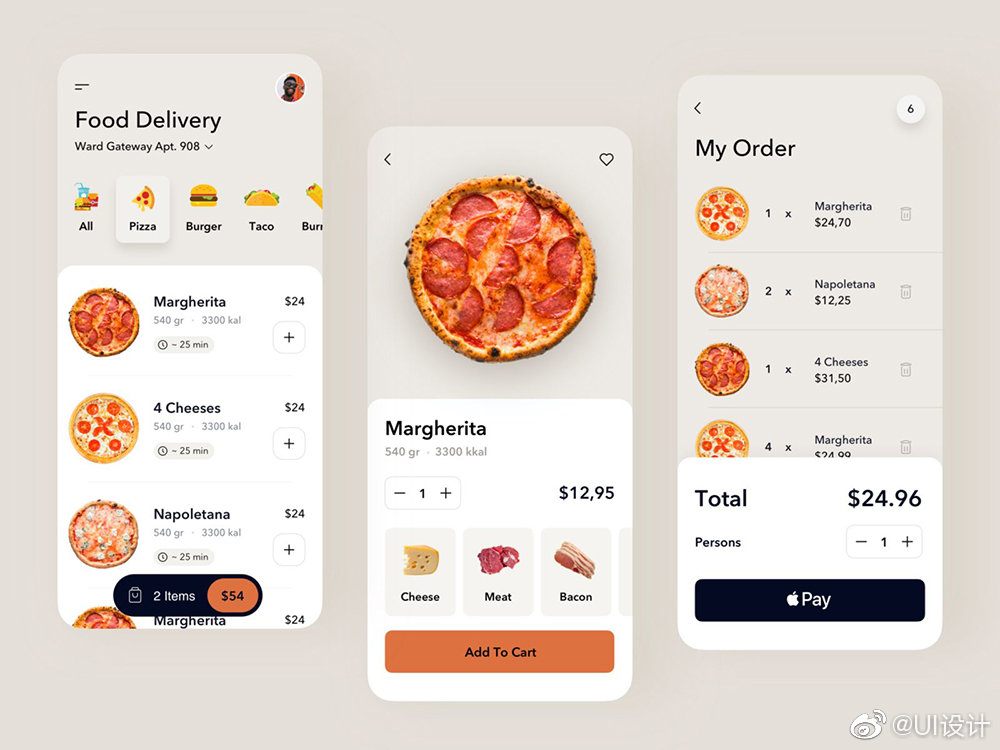 Food Delivery
Ward Gateway Apt. 908
All
Pizza
Burger
Taco
Burr
Margherita
$24
540 gr · 3300 kal
~ 25 min
4 Cheeses
$24
540 gr · 3300 kal
~ 25 min
Napoletana
$24
540 gr · 3300 kal
~ 25 min
2 Items
$54
Margherita
$24
Margherita
540 gr · 3300 kkal
1
$12,95
Cheese
Meat
Bacon
Add To Cart
6
My Order
1 x
Margherita
$24,70
2 x
Napoletana
$12,25
1 x
4 Cheeses
$31,50
4 x
Margherita
$24,99
Total
$24.96
Persons
1
Pay
@UI设计